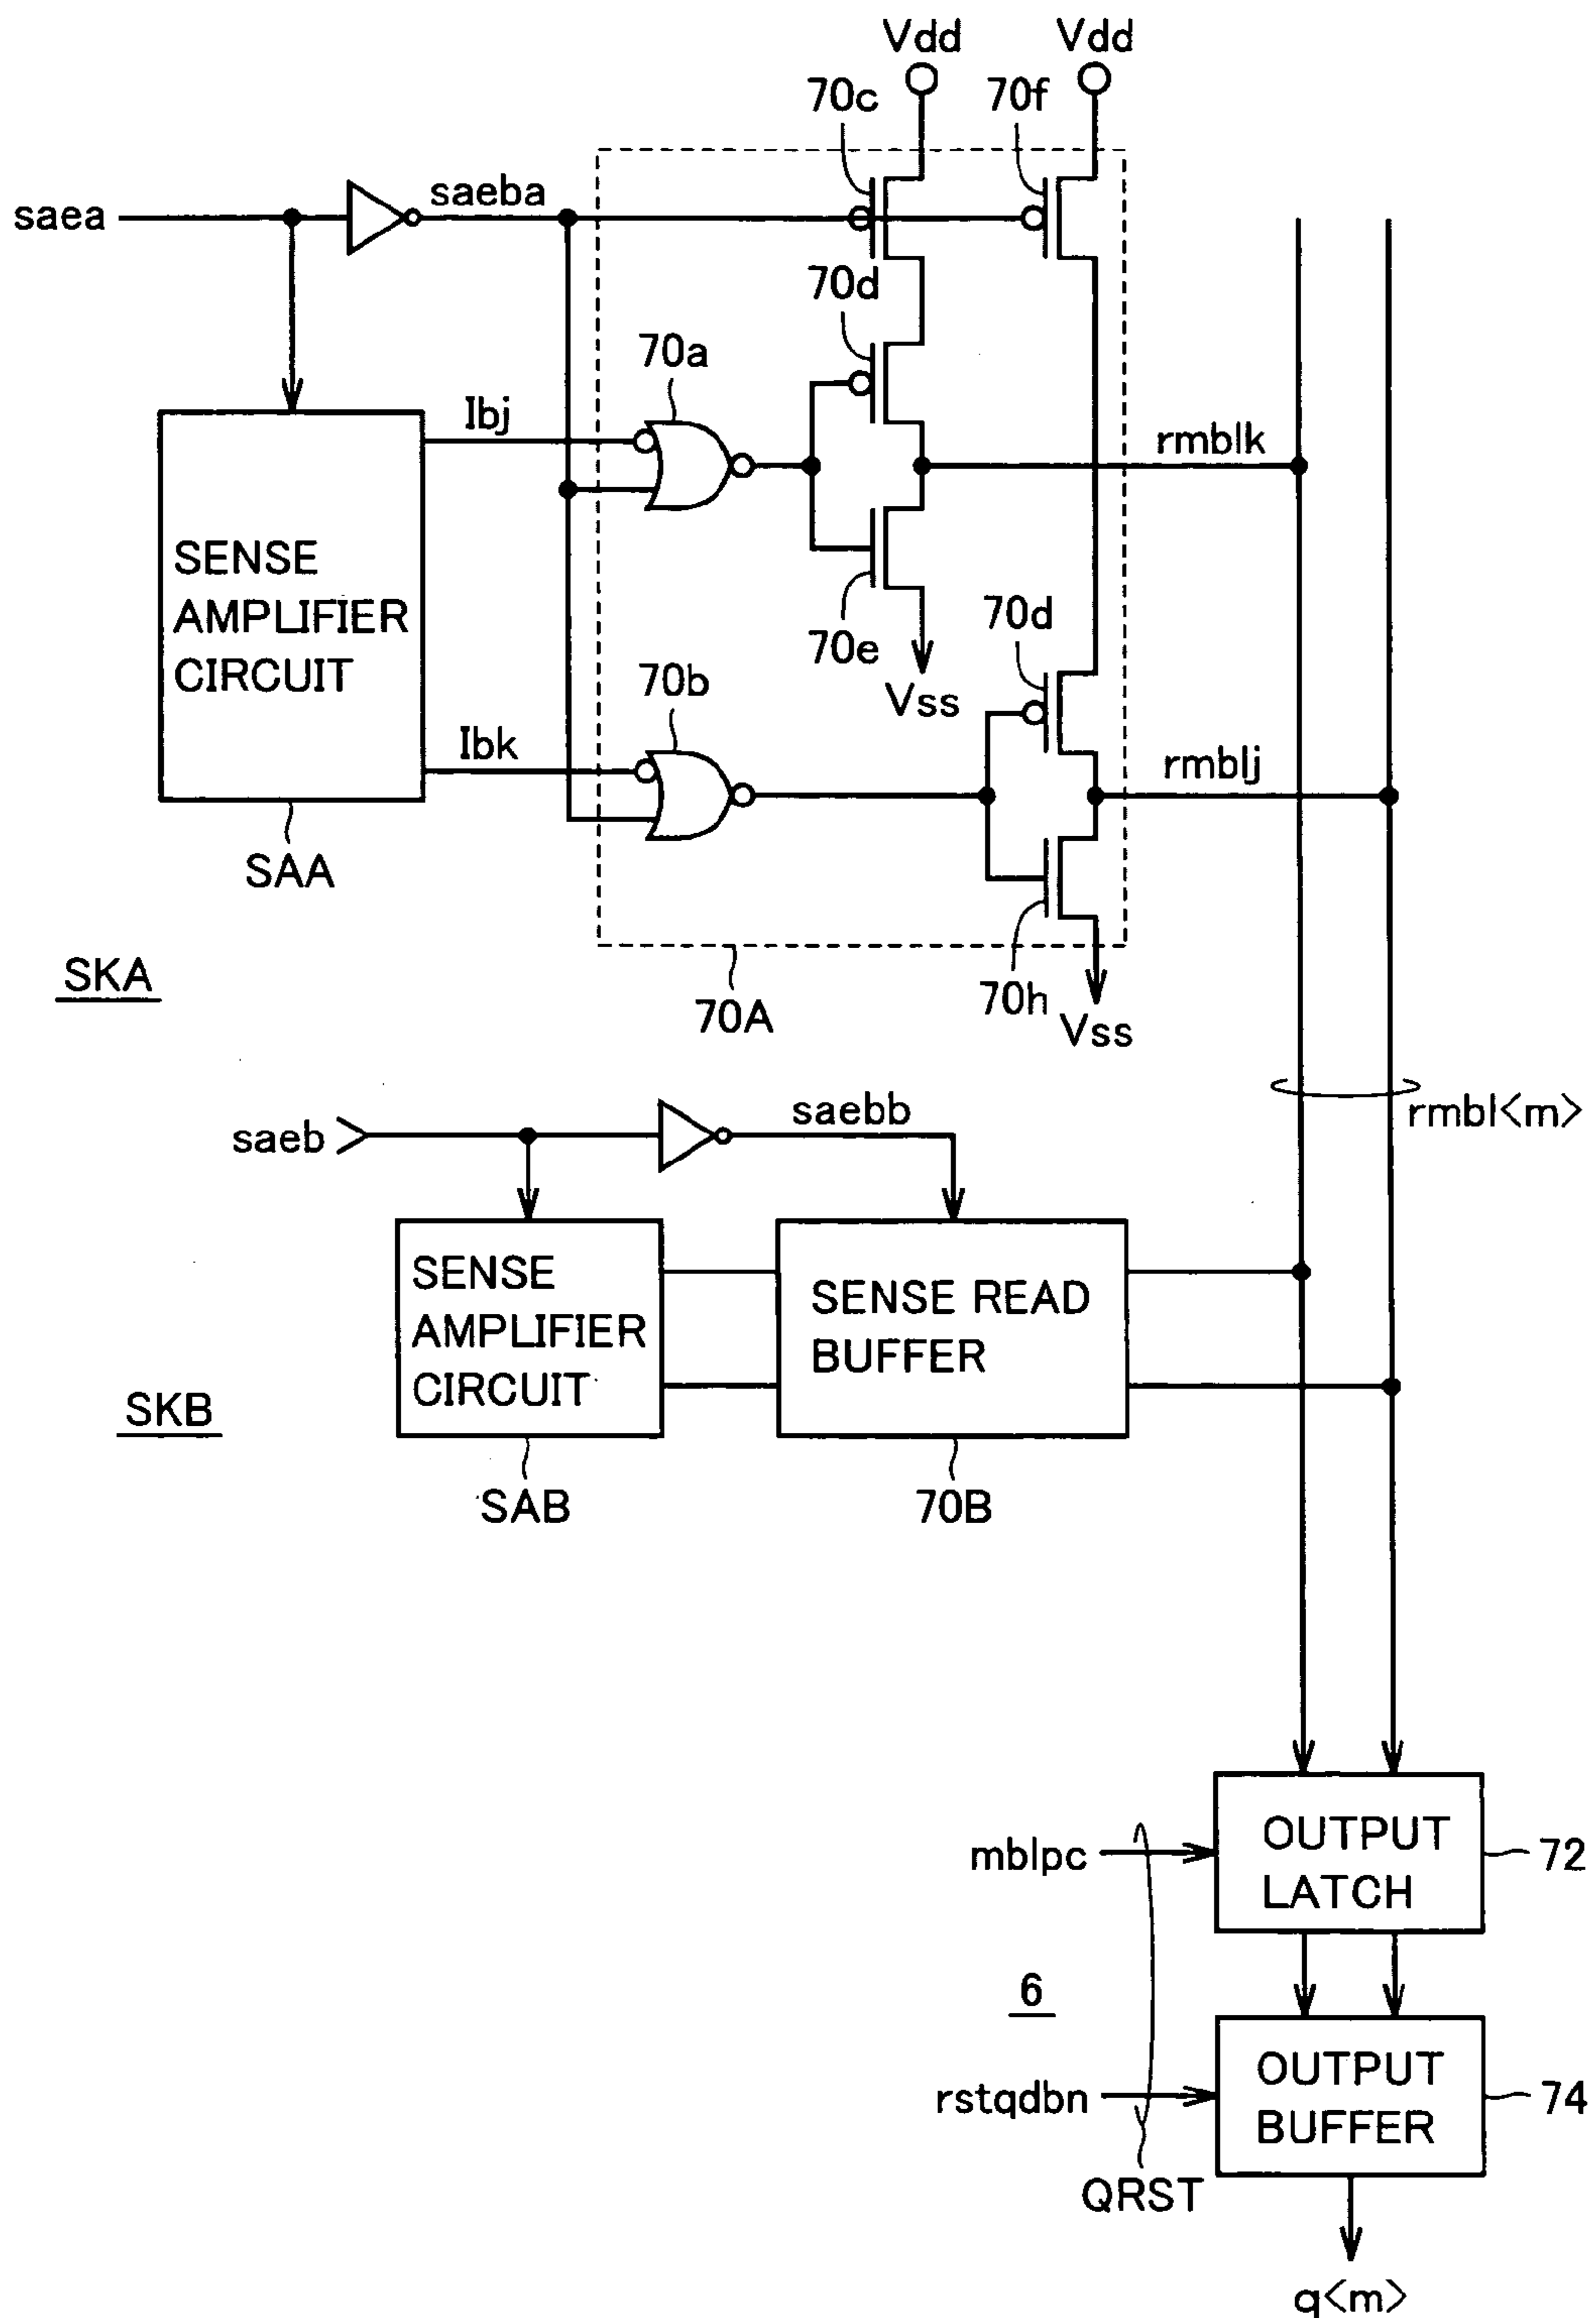 Vdd
Vdd
70c
70f
saea
saeba
70d
70a
Ibj
rmblk
SENSE
AMPLIFIER
CIRCUIT
70e
70d
Vss
70b
Ibk
rmblj
SAA
70h
SKA
70A
Vss
rmbl<m>
saeb
saebb
SENSE
AMPLIFIER
CIRCUIT
SENSE READ
BUFFER
SKB
SAB
70B
mblpc
OUTPUT
LATCH
72
6
rstqdbn
OUTPUT
BUFFER
74
QRST
q<m>